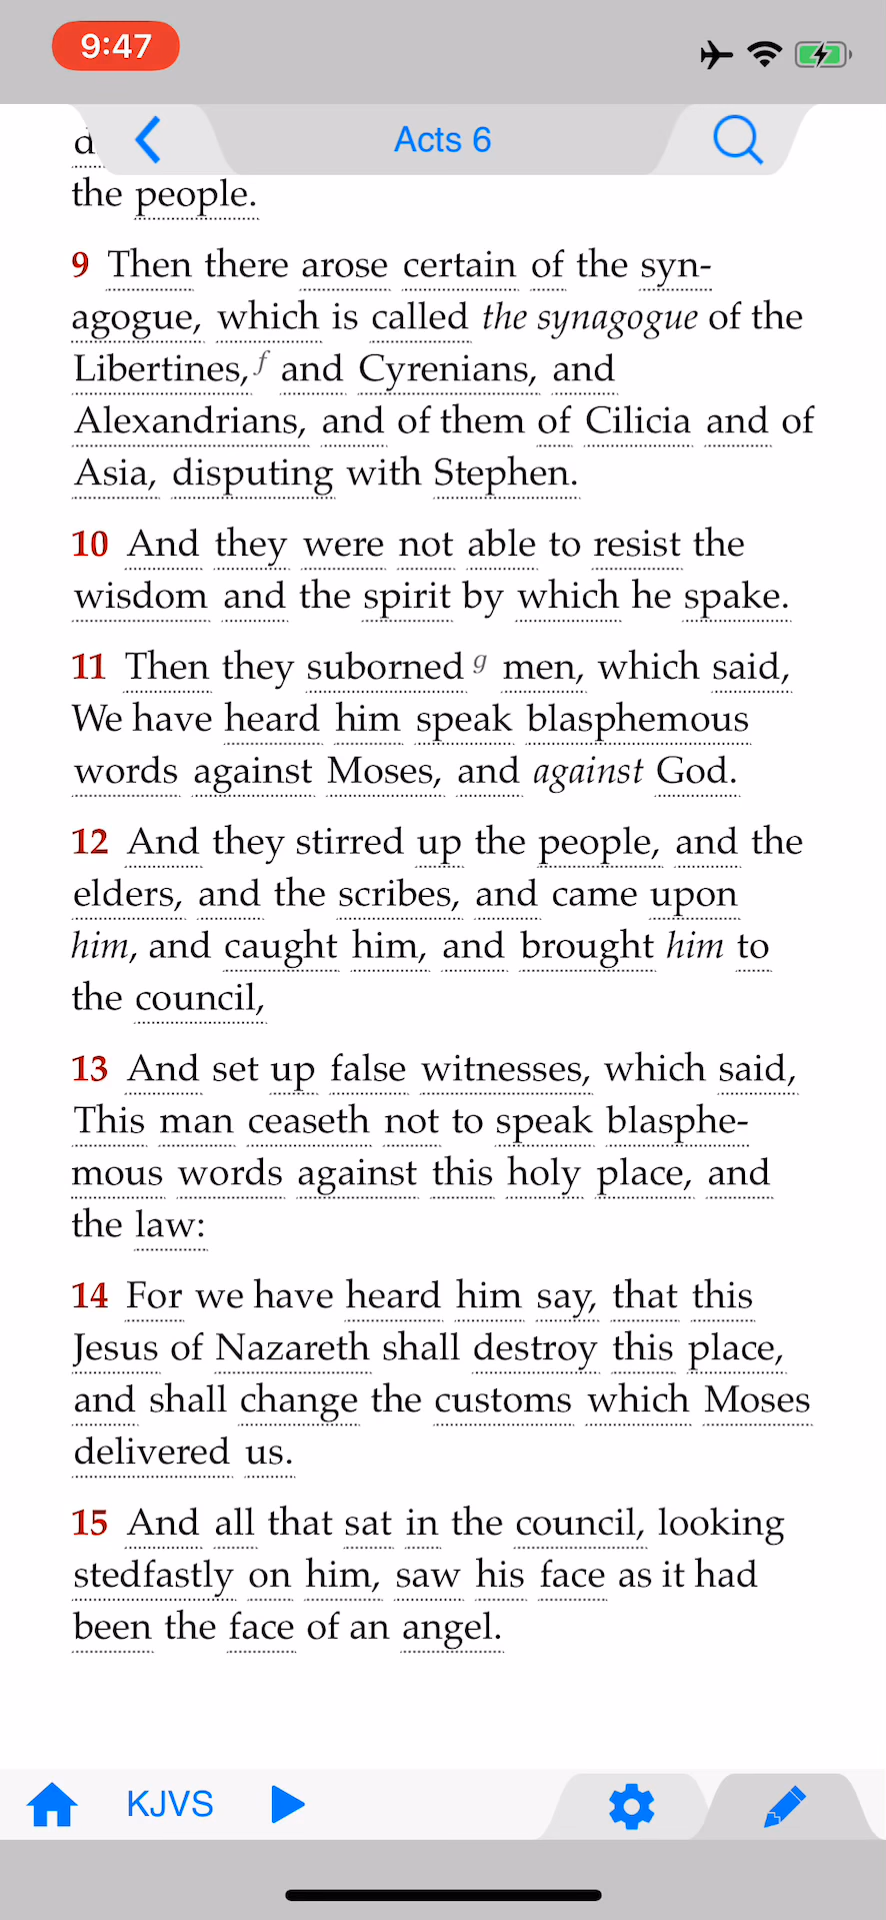 9:47
Acts 6
the people.
9 Then there arose certain of the syn-
agogue, which is called the synagogue of the
Libertines, f and Cyrenians, and
Alexandrians, and of them of Cilicia and of
Asia, disputing with Stephen.
10 And they were not able to resist the
wisdom and the spirit by which he spake.
11 Then they suborned g men, which said,
We have heard him speak blasphemous
words against Moses, and against God.
12 And they stirred up the people, and the
elders, and the scribes, and came upon
him, and caught him, and brought him to
the council,
13 And set up false witnesses, which said,
This man ceaseth not to speak blasphe-
mous words against this holy place, and
the law:
14 For we have heard him say, that this
Jesus of Nazareth shall destroy this place,
and shall change the customs which Moses
delivered us.
15 And all that sat in the council, looking
stedfastly on him, saw his face as it had
been the face of an angel.
KJVS